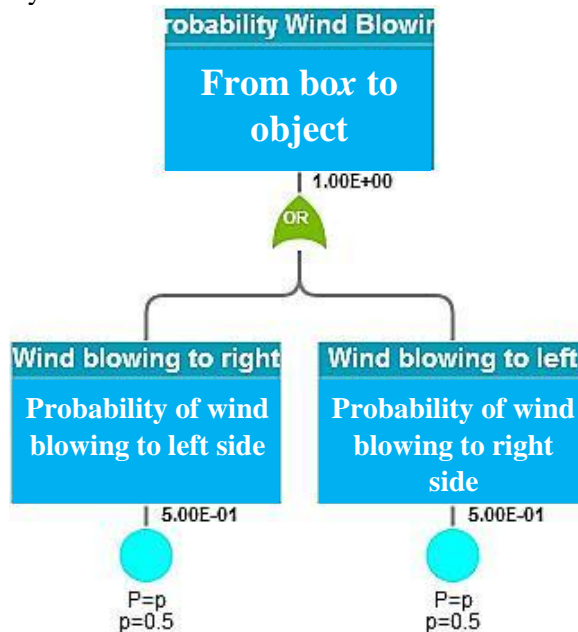 robability Wind Blowin
From box to
object
1.00E+00
OR
Wind blowing to right
Probability of wind
blowing to left side
5.00E-01
P=p
p=0.5
Wind blowing to left
Probability of wind
blowing to right
side
5.00E-01
P=p
p=0.5